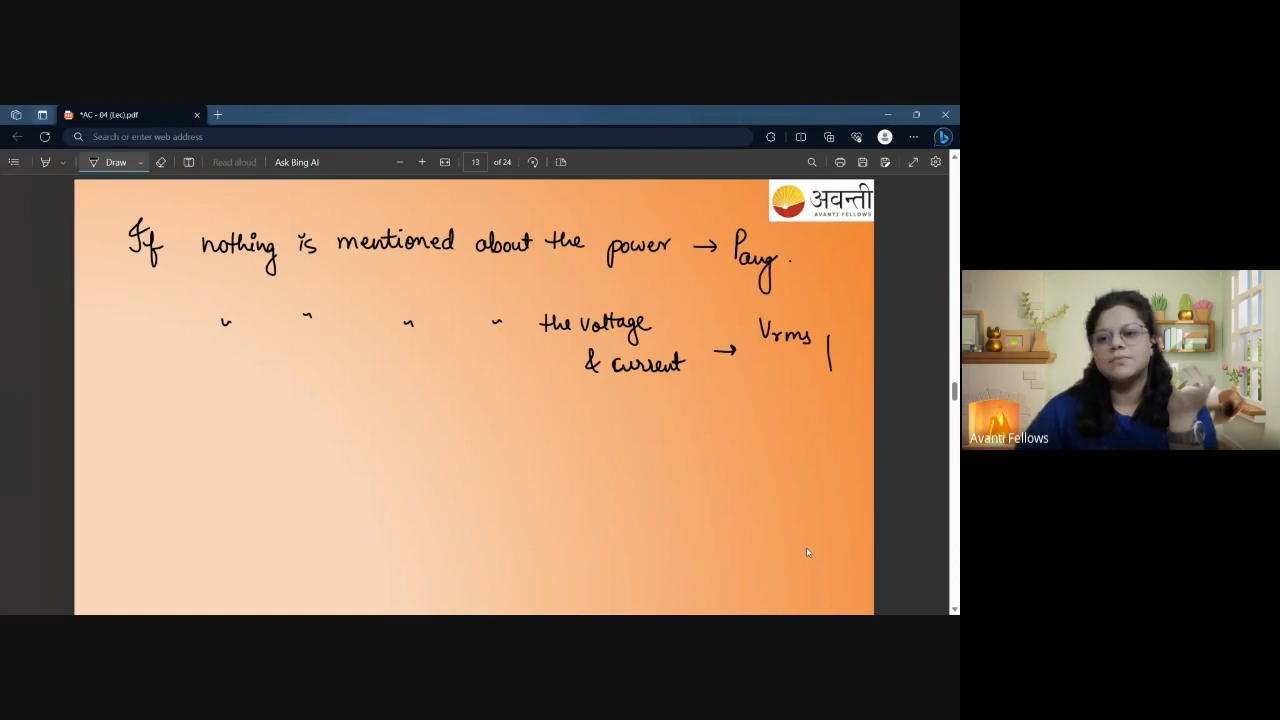 *AC - 04 (Lec).pdf
Search or enter web address
Draw
Read aloud
Ask Bing AI
13 of 24
अवन्ती
AVANTI FELLOWS
If nothing is mentioned about the power → Pavg.
" " " " the voltage
& current → Vrms |
Avanti Fellows